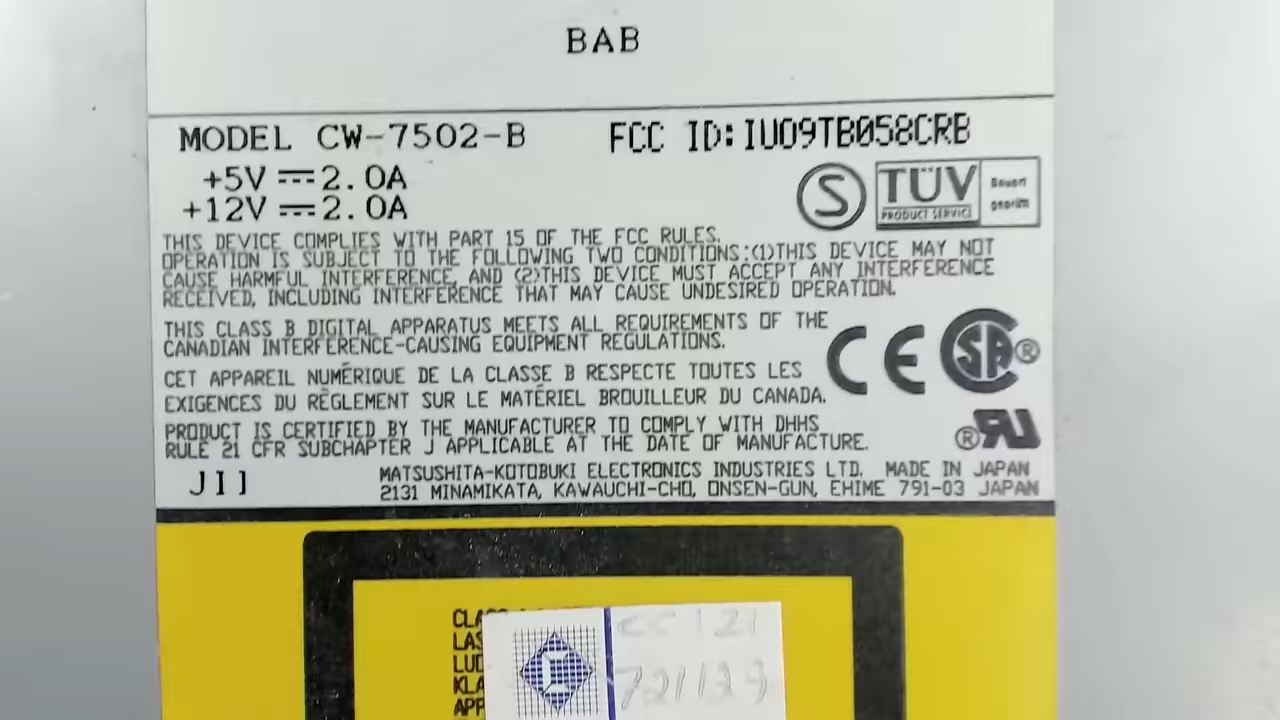 BAB
MODEL CW-7502-B
FCC ID:IUO9TB058CRB
+5V 2.0A
+12V 2.0A
S
TÜV
PRODUCT SERVICE
THIS DEVICE COMPLIES WITH PART 15 OF THE FCC RULES.
OPERATION IS SUBJECT TO THE FOLLOWING TWO CONDITIONS:(1)THIS DEVICE MAY NOT
CAUSE HARMFUL INTERFERENCE, AND (2)THIS DEVICE MUST ACCEPT ANY INTERFERENCE
RECEIVED, INCLUDING INTERFERENCE THAT MAY CAUSE UNDESIRED OPERATION.
THIS CLASS B DIGITAL APPARATUS MEETS ALL REQUIREMENTS OF THE
CANADIAN INTERFERENCE-CAUSING EQUIPMENT REGULATIONS.
CE
SA®
CET APPAREIL NUMÉRIQUE DE LA CLASSE B RESPECTE TOUTES LES
EXIGENCES DU RÈGLEMENT SUR LE MATÉRIEL BROUILLEUR DU CANADA.
PRODUCT IS CERTIFIED BY THE MANUFACTURER TO COMPLY WITH DHHS
RULE 21 CFR SUBCHAPTER J APPLICABLE AT THE DATE OF MANUFACTURE.
®
MATSUSHITA-KOTOBUKI ELECTRONICS INDUSTRIES LTD. MADE IN JAPAN
2131 MINAMIKATA, KAWAUCHI-CHO, ONSEN-GUN, EHIME 791-03 JAPAN
CLA
LAS
LUO
KLA
APP